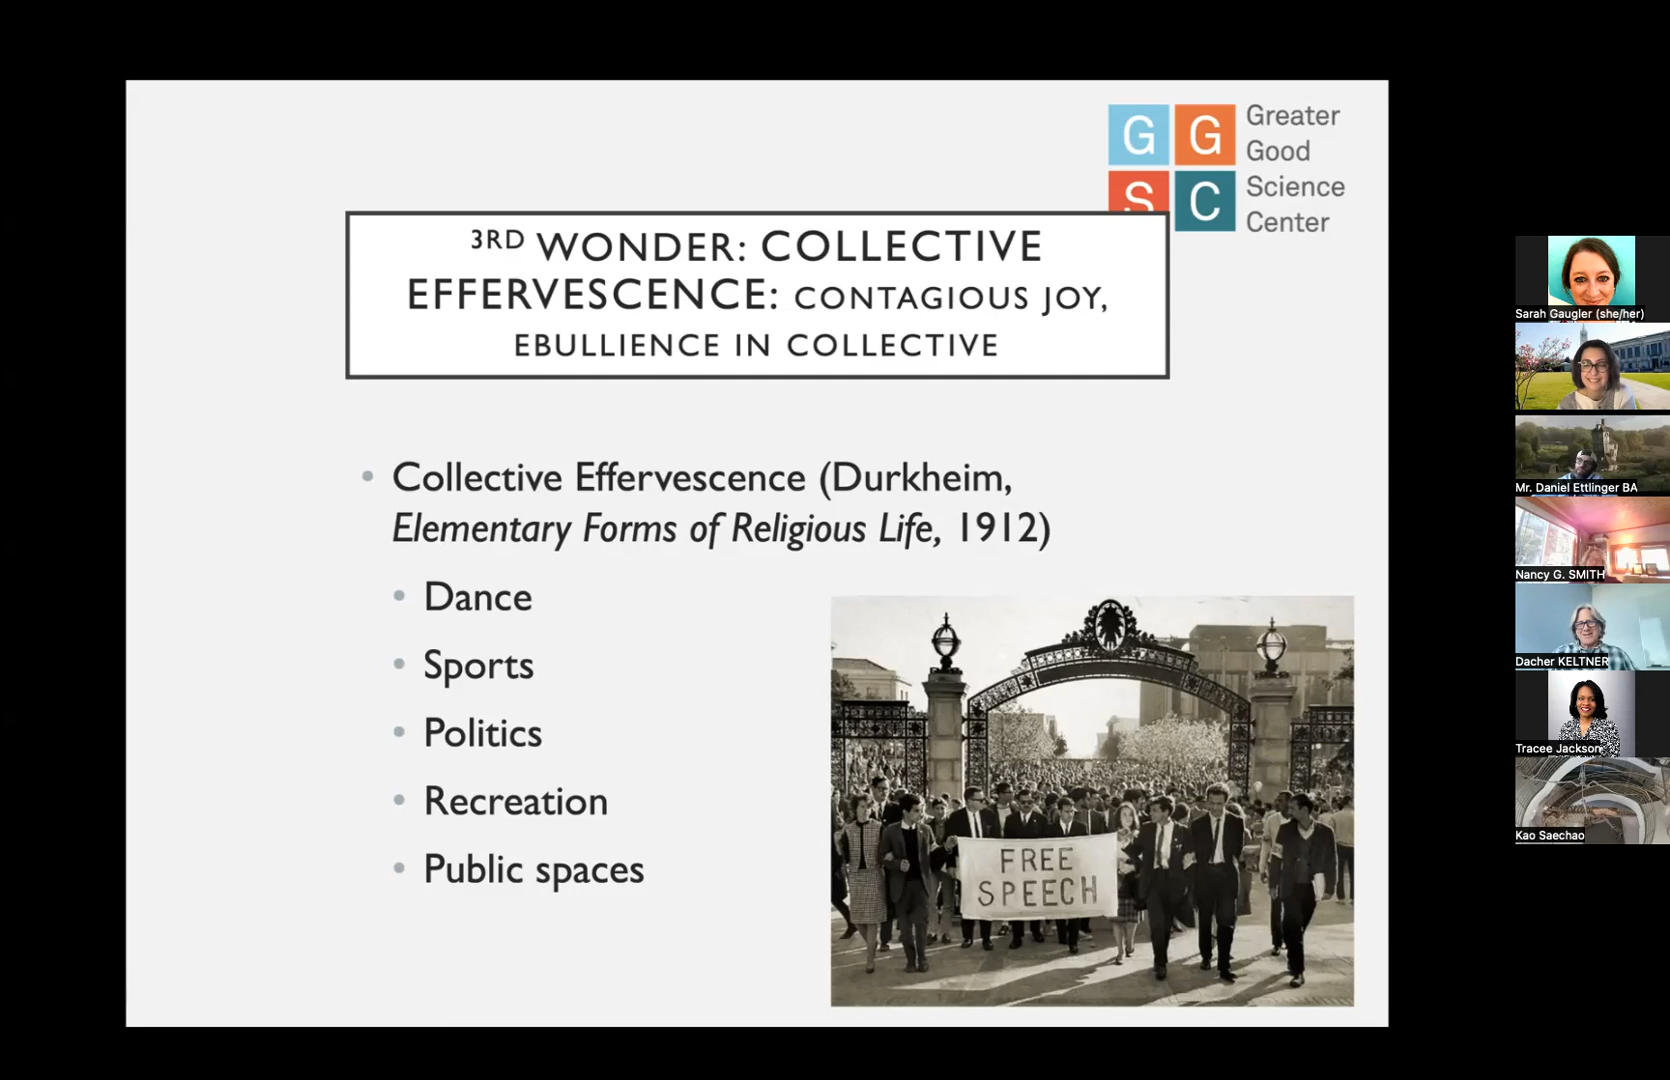 G G
S C
Greater
Good
Science
Center
3RD WONDER: COLLECTIVE
EFFERVESCENCE: CONTAGIOUS JOY,
EBULLIENCE IN COLLECTIVE
• Collective Effervescence (Durkheim,
Elementary Forms of Religious Life, 1912)
• Dance
• Sports
• Politics
• Recreation
• Public spaces
FREE
SPEECH
Sarah Gaugler (she/her)
Mr. Daniel Ettlinger BA
Nancy G. SMITH
Dacher KELTNER
Tracee Jackson
Kao Saechao